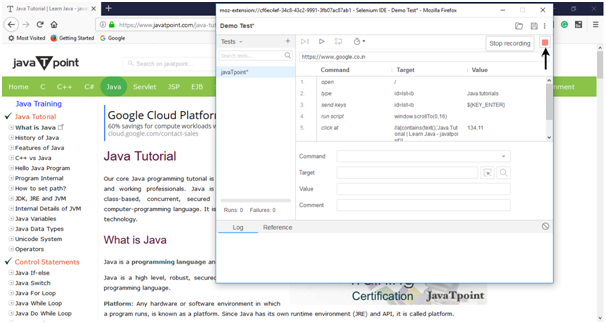 Java Tutorial | Learn Java - ja
moz-extension://cf6ecf4ef-34c5-43c2-9991-3fb07ac87ab1 - Selenium IDE - Demo Test* - Mozilla Firefox
https://www.javatpoint.com/java-tu
Most Visited Getting Started Google
javaTpoint
Search on javatpoint...
Home C C++ C# Java Servlet JSP EJB
Java Training
Java Tutorial
What is Java
History of Java
Features of Java
C++ vs Java
Hello Java Program
Program Internal
How to set path?
JDK, JRE and JVM
Internal Details of JVM
Java Variables
Java Data Types
Unicode System
Operators
Control Statements
Java If-else
Java Switch
Java For Loop
Java While Loop
Java Do While Loop
Google Cloud Platfor
60% savings for compute workloads
cloud.google.com/contact-sales
Java Tutorial
Our core Java programming tutorial is
and working professionals. Java is
class-based, concurrent, secured
computer-programming language. It is
technology.
What is Java
Java is a programming language an
Java is a high level, robust, secured
programming language.
Platform: Any hardware or software environment in which
a program runs, is known as a platform. Since Java has its own runtime environment (JRE) and API, it is called platform.
Demo Test*
Tests
Search tests...
javaTpoint*
Runs: 0 Failures: 0
Stop recording
https://www.google.co.in
Command Target Value
1 open /
2 type id=lst-ib Java tutorials
3 send keys id=lst-ib ${KEY_ENTER}
4 run script window.scrollTo(0,16)
5 click at //a[contains(text(),'Java Tut 134,11
orial | Learn Java - javatpoi
Command
Target
Value
Comment
Log Reference
Training
Certification
JavaTpoint